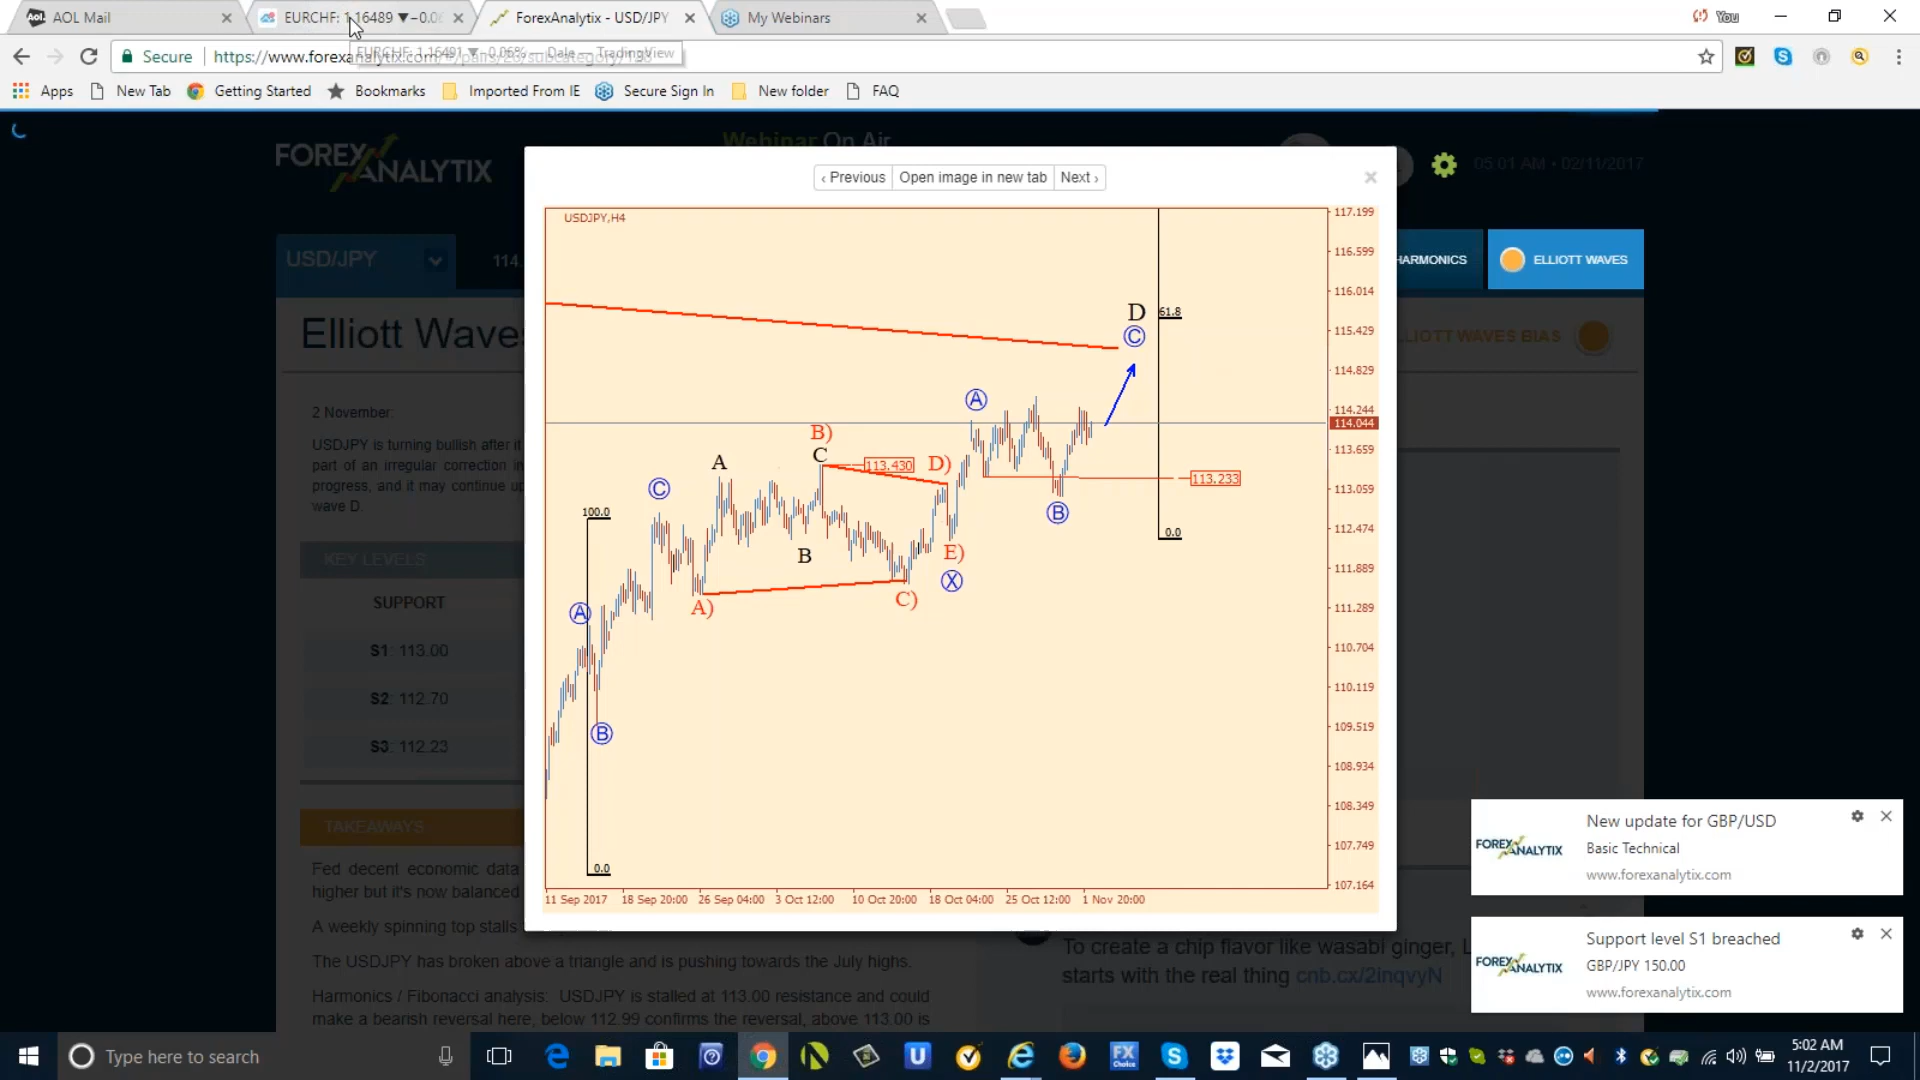 AOL Mail
EURCHF: 1.16489 ▼−0.06
ForexAnalytix - USD/JPY
My Webinars
You
EURCHF: 1.16491 ▼ −0.06% — Dale — TradingView
Secure
https://www.forexanalytix.com
Apps
New Tab
Getting Started
Bookmarks
Imported From IE
Secure Sign In
New folder
FAQ
FOREX ANALYTIX
Webinar On Air
05:01 AM • 02/11/2017
‹ Previous
Open image in new tab
Next ›
USD/JPY
114.
HARMONICS
ELLIOTT WAVES
Elliott Wave
LIOTT WAVES BIAS
2 November:
USDJPY is turning bullish after it
part of an irregular correction in
progress, and it may continue up
wave D.
KEY LEVELS
SUPPORT
S1: 113.00
S2: 112.70
S3: 112.23
TAKEAWAYS
Fed decent economic data
higher but it's now balanced
A weekly spinning top stalls
The USDJPY has broken above a triangle and is pushing towards the July highs.
Harmonics / Fibonacci analysis: USDJPY is stalled at 113.00 resistance and could
make a bearish reversal here, below 112.99 confirms the reversal, above 113.00 is
USDJPY,H4
117.199
116.599
116.014
115.429
114.829
114.244
114.044
113.659
113.059
112.474
111.889
111.289
110.704
110.119
109.519
108.934
108.349
107.749
107.164
D
61.8
C
A
B)
A
C
113.430
D)
C
113.233
100.0
B
0.0
B
E)
X
A
A)
C)
B
0.0
11 Sep 2017
18 Sep 20:00
26 Sep 04:00
3 Oct 12:00
10 Oct 20:00
18 Oct 04:00
25 Oct 12:00
1 Nov 20:00
To create a chip flavor like wasabi ginger, L
starts with the real thing cnb.cx/2inqvyN
FOREX ANALYTIX
New update for GBP/USD
Basic Technical
www.forexanalytix.com
FOREX ANALYTIX
Support level S1 breached
GBP/JPY 150.00
www.forexanalytix.com
Type here to search
FX
Choice
5:02 AM
11/2/2017